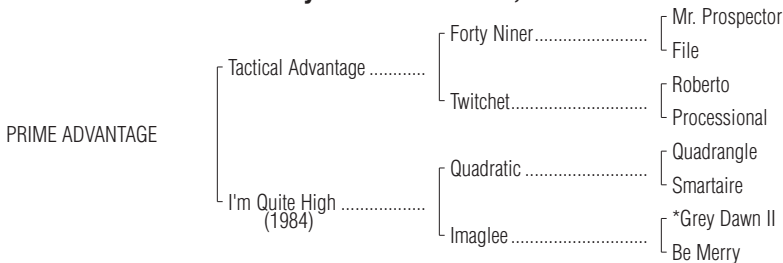 Mr. Prospector
Forty Niner........................
File
Tactical Advantage ............
Roberto
Twitchet.............................
Processional
PRIME ADVANTAGE
Quadrangle
Quadratic ..........................
Smartaire
I'm Quite High ..................
(1984)
*Grey Dawn II
Imaglee .............................
Be Merry